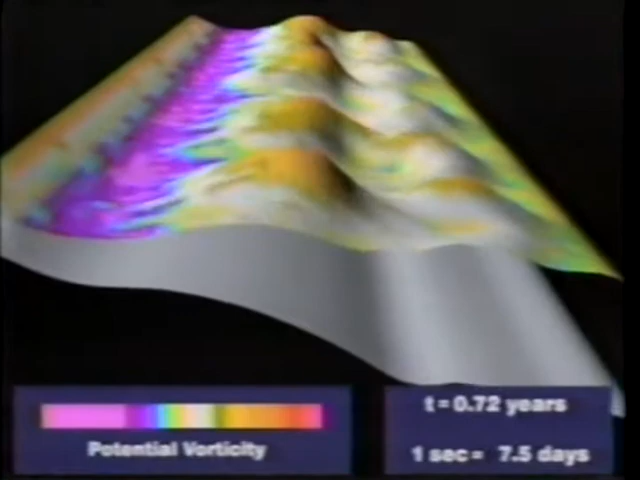 t = 0.72 years
Potential Vorticity
1 sec = 7.5 days